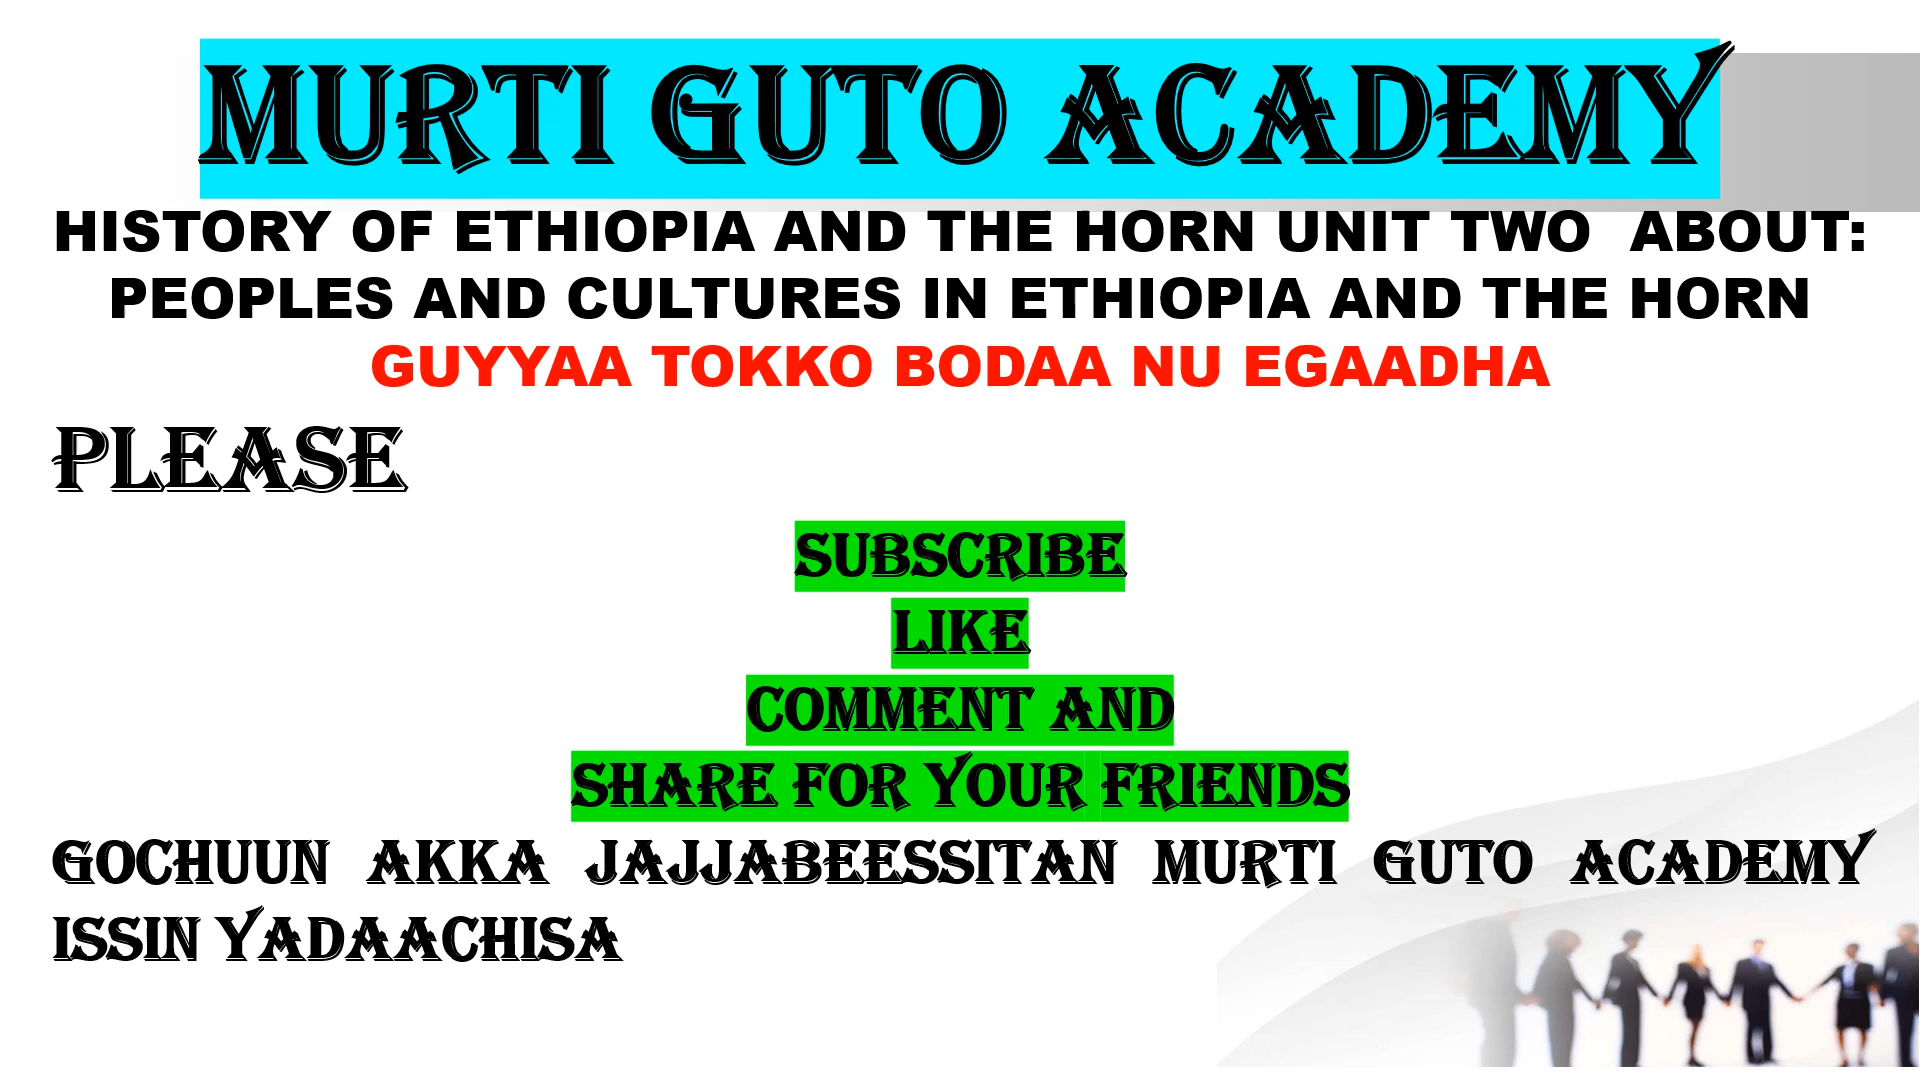 MURTI GUTO ACADEMY
HISTORY OF ETHIOPIA AND THE HORN UNIT TWO ABOUT:
PEOPLES AND CULTURES IN ETHIOPIA AND THE HORN
GUYYAA TOKKO BODAA NU EGAADHA
PLEASE
SUBSCRIBE
LIKE
COMMENT AND
SHARE FOR YOUR FRIENDS
GOCHUUN AKKA JAJJABEESSITAN MURTI GUTO ACADEMY
ISSIN YADAACHISA